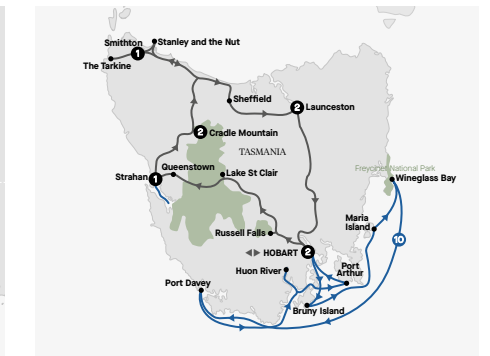 Smithton
Stanley and the Nut
1
The Tarkine
Sheffield
2
Launceston
2
Cradle Mountain
TASMANIA
Queenstown
Freycinet National Park
Strahan
1
Lake St Clair
Wineglass Bay
Maria
Island
Russell Falls
10
HOBART
2
Huon River
Port
Arthur
Port Davey
Bruny Island